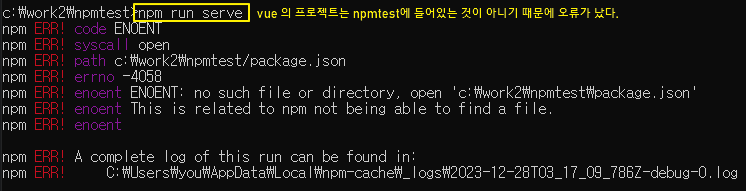 c:₩work2₩npmtest>npm run serve vue 의 프로젝트는 npmtest에 들어있는 것이 아니기 때문에 오류가 났다.
npm ERR! code ENOENT
npm ERR! syscall open
npm ERR! path c:₩work2₩npmtest/package.json
npm ERR! errno -4058
npm ERR! enoent ENOENT: no such file or directory, open 'c:₩work2₩npmtest₩package.json'
npm ERR! enoent This is related to npm not being able to find a file.
npm ERR! enoent
npm ERR! A complete log of this run can be found in:
npm ERR!     C:₩Users₩you₩AppData₩Local₩npm-cache₩_logs₩2023-12-28T03_17_09_786Z-debug-0.log